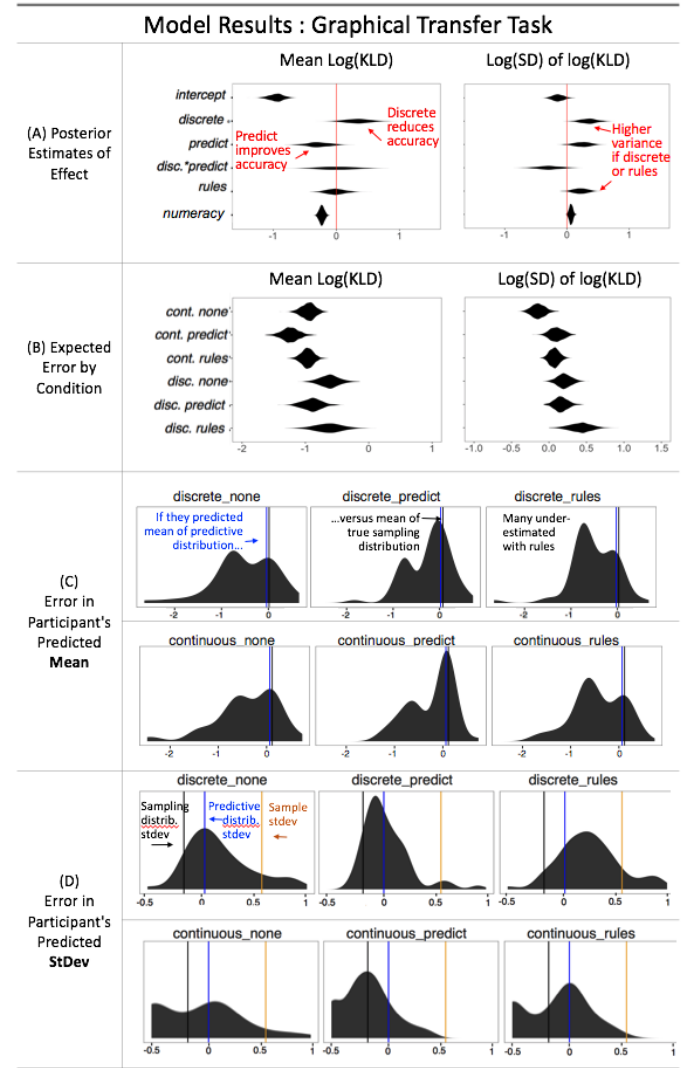 Model Results : Graphical Transfer Task
Mean Log(KLD)
Log(SD) of log(KLD)
(A) Posterior
Estimates of
Effect
intercept
discrete
predict
disc.*predict
rules
numeracy
Predict
improves
accuracy
Discrete
reduces
accuracy
Higher
variance
if discrete
or rules
-1 0 1
-1 0 1
Mean Log(KLD)
Log(SD) of log(KLD)
(B) Expected
Error by
Condition
cont. none
cont. predict
cont. rules
disc. none
disc. predict
disc. rules
-2 -1 0 1
-1.0 0.0 0.5 1.0 1.5
(C)
Error in
Participant's
Predicted
Mean
discrete_none
discrete_predict
discrete_rules
If they predicted
mean of predictive
distribution...
...versus mean of
true sampling
distribution
Many under-
estimated
with rules
-2 -1 0
-2 -1 0
-2 -1 0
continuous_none
continuous_predict
continuous_rules
-2 -1 0
-2 -1 0
-2 -1 0
(D)
Error in
Participant's
Predicted
StDev
discrete_none
discrete_predict
discrete_rules
Sampling
distrib.
stdev
Predictive
distrib.
stdev
Sample
stdev
-0.5 0 0.5 1
-0.5 0 0.5 1
-0.5 0 0.5 1
continuous_none
continuous_predict
continuous_rules
-0.5 0 0.5 1
-0.5 0 0.5 1
-0.5 0 0.5 1